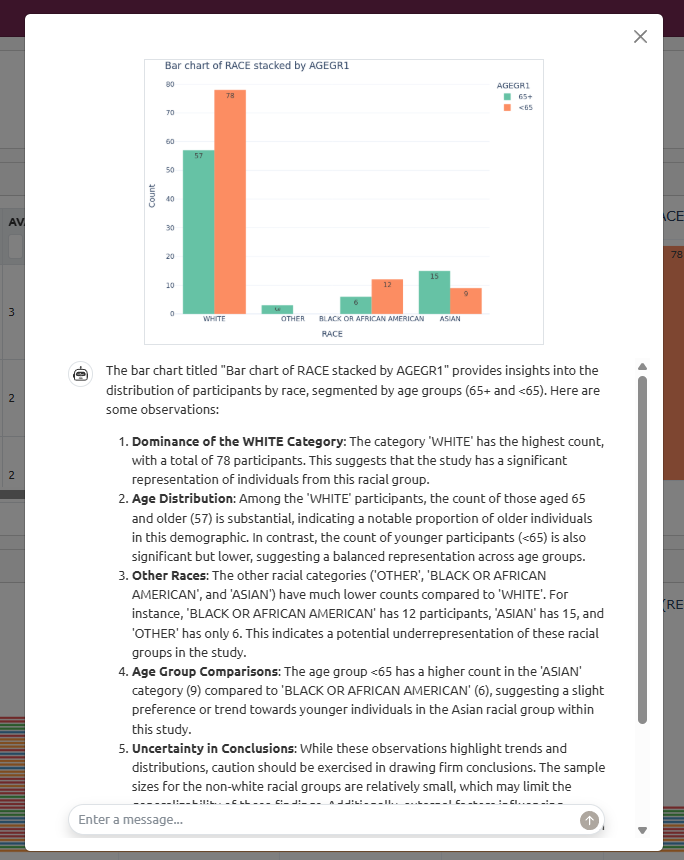 Bar chart of RACE stacked by AGEGR1
AGEGR1
65+
<65
80
70
60
50
40
30
20
10
0
Count
57
78
6
12
15
9
WHITE
OTHER
BLACK OR AFRICAN AMERICAN
ASIAN
RACE
AV
3
2
2
ACE
78
(RE
The bar chart titled "Bar chart of RACE stacked by AGEGR1" provides insights into the
distribution of participants by race, segmented by age groups (65+ and <65). Here are
some observations:
1. Dominance of the WHITE Category: The category 'WHITE' has the highest count,
with a total of 78 participants. This suggests that the study has a significant
representation of individuals from this racial group.
2. Age Distribution: Among the 'WHITE' participants, the count of those aged 65
and older (57) is substantial, indicating a notable proportion of older individuals
in this demographic. In contrast, the count of younger participants (<65) is also
significant but lower, suggesting a balanced representation across age groups.
3. Other Races: The other racial categories ('OTHER', 'BLACK OR AFRICAN
AMERICAN', and 'ASIAN') have much lower counts compared to 'WHITE'. For
instance, 'BLACK OR AFRICAN AMERICAN' has 12 participants, 'ASIAN' has 15, and
'OTHER' has only 6. This indicates a potential underrepresentation of these racial
groups in the study.
4. Age Group Comparisons: The age group <65 has a higher count in the 'ASIAN'
category (9) compared to 'BLACK OR AFRICAN AMERICAN' (6), suggesting a slight
preference or trend towards younger individuals in the Asian racial group within
this study.
5. Uncertainty in Conclusions: While these observations highlight trends and
distributions, caution should be exercised in drawing firm conclusions. The sample
sizes for the non-white racial groups are relatively small, which may limit the
Enter a message...